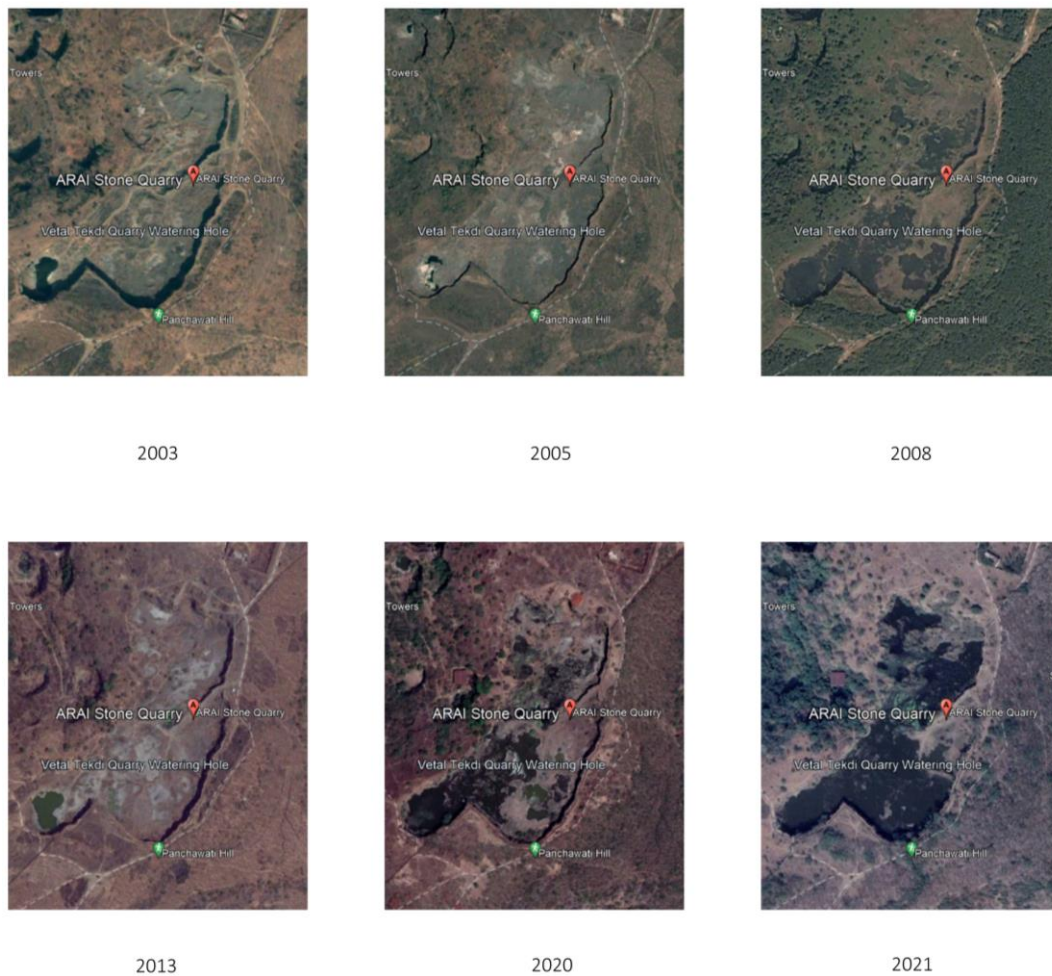 Towers
ARAI Stone Quarry
ARAI Stone Quarry
Vetal Tekdi Quarry Watering Hole
Panchawati Hill
Towers
ARAI Stone Quarry
ARAI Stone Quarry
Vetal Tekdi Quarry Watering Hole
Panchawati Hill
Towers
ARAI Stone Quarry
ARAI Stone Quarry
Vetal Tekdi Quarry Watering Hole
Panchawati Hill
2003
2005
2008
Towers
ARAI Stone Quarry
ARAI Stone Quarry
Vetal Tekdi Quarry Watering Hole
Panchawati Hill
Towers
ARAI Stone Quarry
ARAI Stone Quarry
Vetal Tekdi Quarry Watering Hole
Panchawati Hill
Towers
ARAI Stone Quarry
ARAI Stone Quarry
Vetal Tekdi Quarry Watering Hole
Panchawati Hill
2013
2020
2021